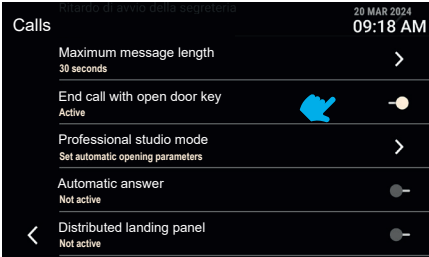 Ritardo di avvio della segreteria
20 MAR 2024
Calls
09:18 AM
Maximum message length
30 seconds
End call with open door key
Active
Professional studio mode
Set automatic opening parameters
Automatic answer
Not active
Distributed landing panel
Not active